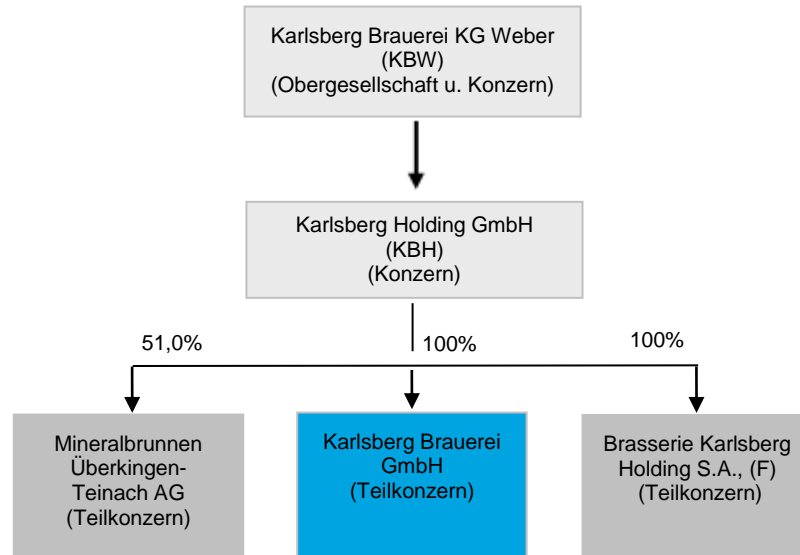 Karlsberg Brauerei KG Weber
(KBW)
(Obergesellschaft u. Konzern)
Karlsberg Holding GmbH
(KBH)
(Konzern)
51,0%
100%
100%
Mineralbrunnen
Überkingen-
Teinach AG
(Teilkonzern)
Karlsberg Brauerei
GmbH
(Teilkonzern)
Brasserie Karlsberg
Holding S.A., (F)
(Teilkonzern)